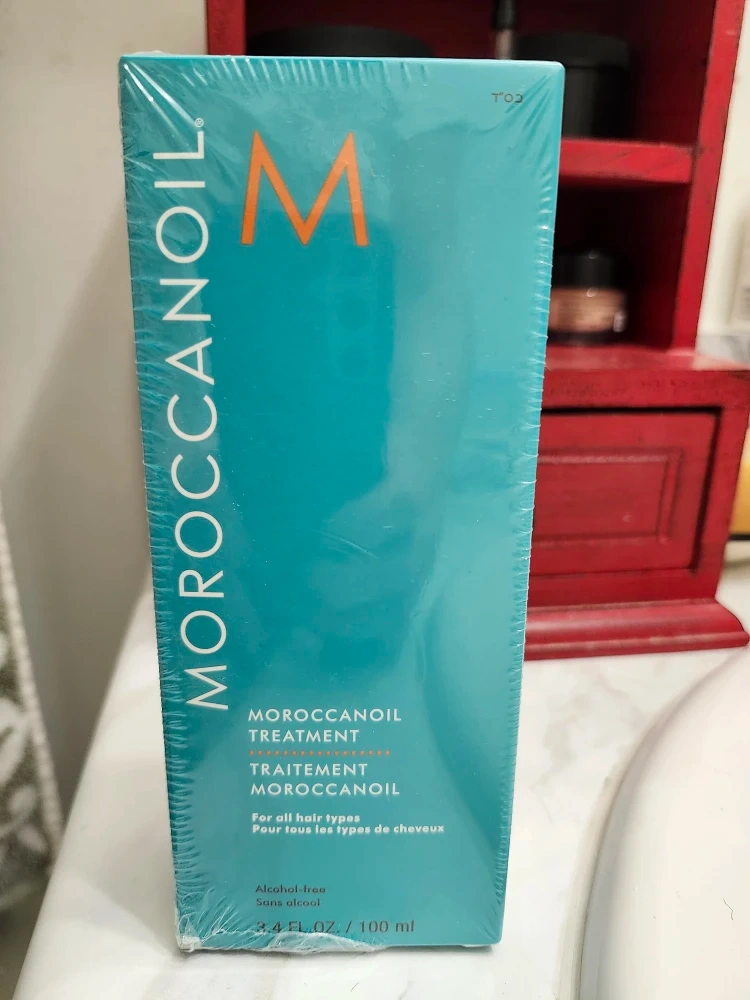 MOROCCANOIL®
M
MOROCCANOIL
TREATMENT
TRAITEMENT
MOROCCANOIL
For all hair types
Pour tous les types de cheveux
Alcohol-free
Sans alcool
3.4 FL.OZ. / 100 ml